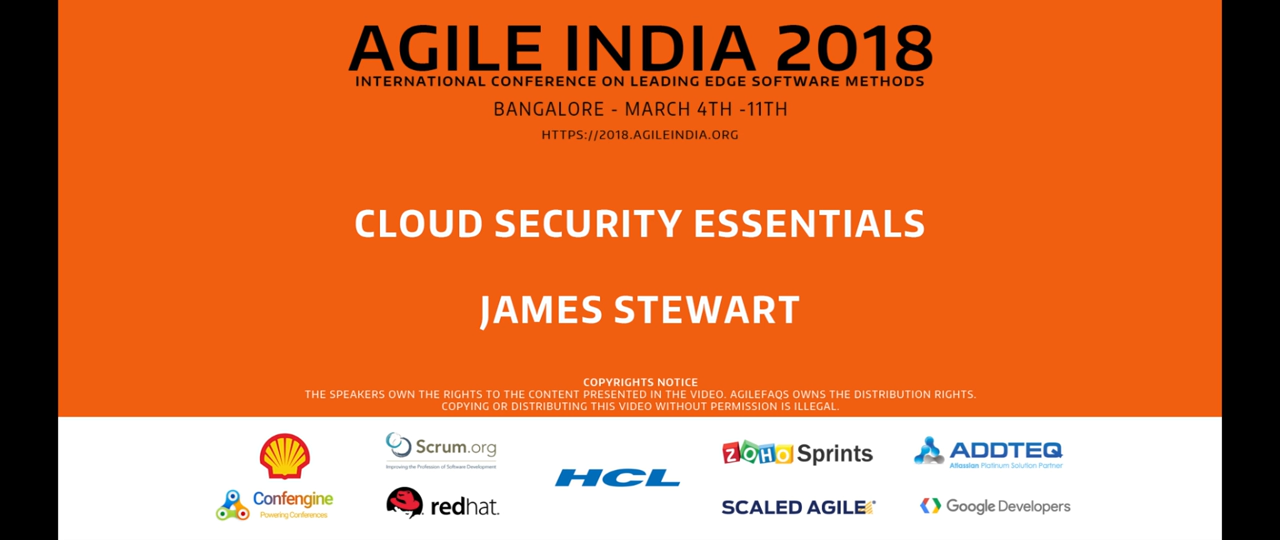 AGILE INDIA 2018
INTERNATIONAL CONFERENCE ON LEADING EDGE SOFTWARE METHODS
BANGALORE - MARCH 4TH -11TH
HTTPS://2018.AGILEINDIA.ORG
CLOUD SECURITY ESSENTIALS
JAMES STEWART
COPYRIGHTS NOTICE
THE SPEAKERS OWN THE RIGHTS TO THE CONTENT PRESENTED IN THE VIDEO. AGILEFAQS OWNS THE DISTRIBUTION RIGHTS.
COPYING OR DISTRIBUTING THIS VIDEO WITHOUT PERMISSION IS ILLEGAL.
Scrum.org
Improving the Profession of Software Development
HCL
ZOHO Sprints
ADDTEQ
Atlassian Platinum Solution Partner
Confengine
Powering Conferences
redhat.
SCALED AGILE
Google Developers